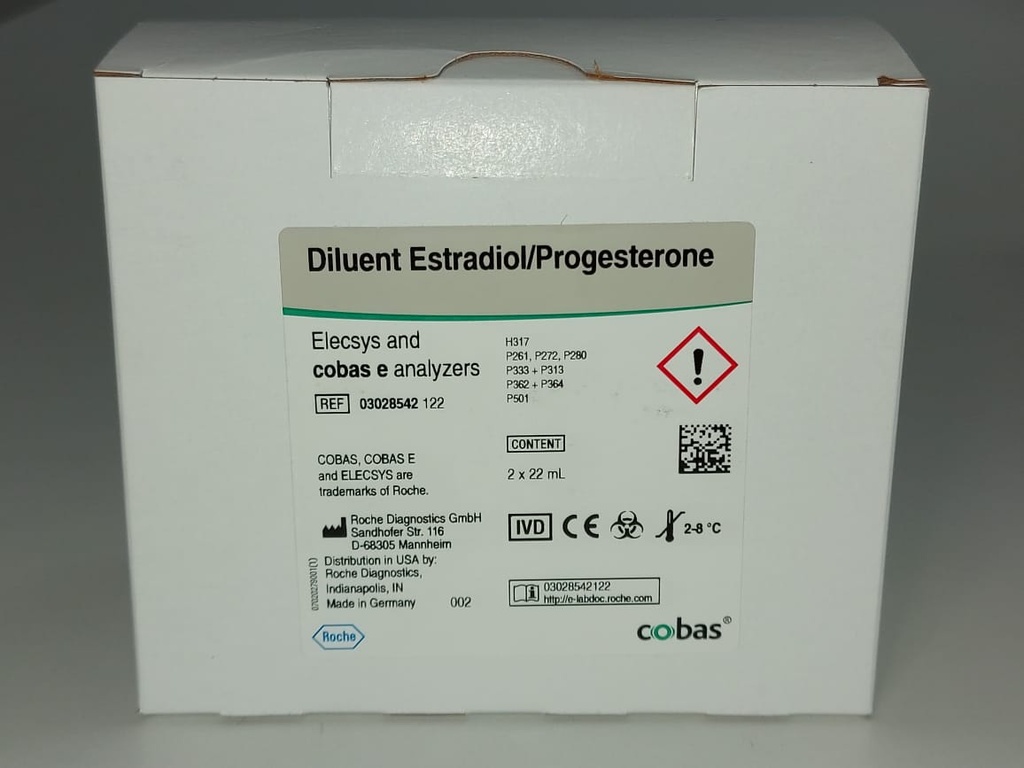 Diluent Estradiol/Progesterone
Elecsys and
cobas e analyzers
REF 03028542 122
H317
P261, P272, P280
P333 + P313
P362 + P364
P501
COBAS, COBAS E
and ELECSYS are
trademarks of Roche.
CONTENT
2 x 22 mL
Roche Diagnostics GmbH
Sandhofer Str. 116
D-68305 Mannheim
Distribution in USA by:
Roche Diagnostics,
Indianapolis, IN
Made in Germany 002
IVD CE 2-8 °C
03028542122
http://e-labdoc.roche.com
Roche
cobas®